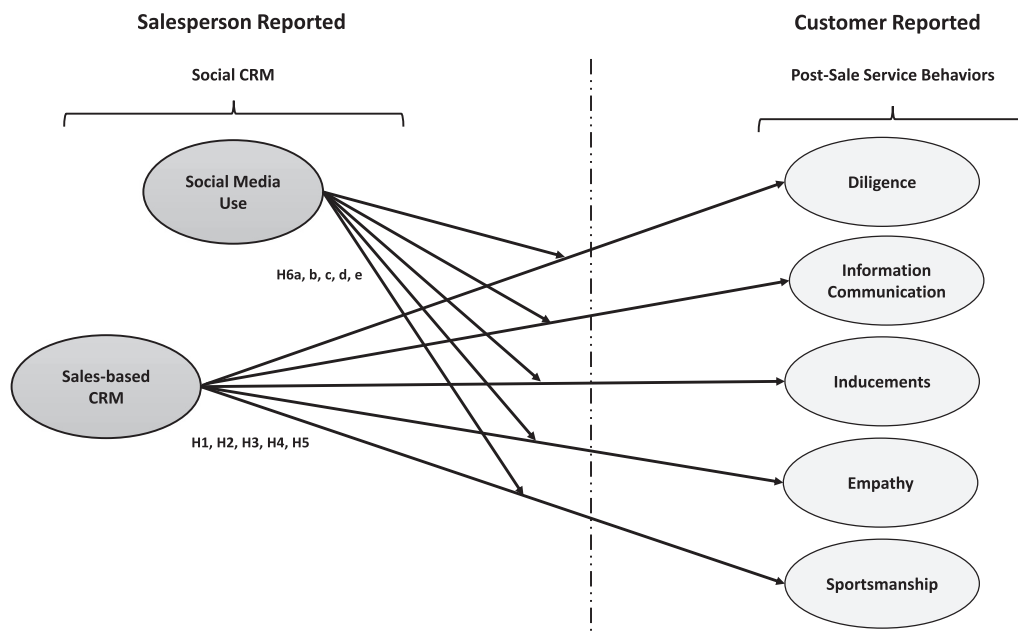 Salesperson Reported
Customer Reported
Social CRM
Post-Sale Service Behaviors
Social Media
Use
Diligence
H6a, b, c, d, e
Information
Communication
Sales-based
CRM
Inducements
H1, H2, H3, H4, H5
Empathy
Sportsmanship